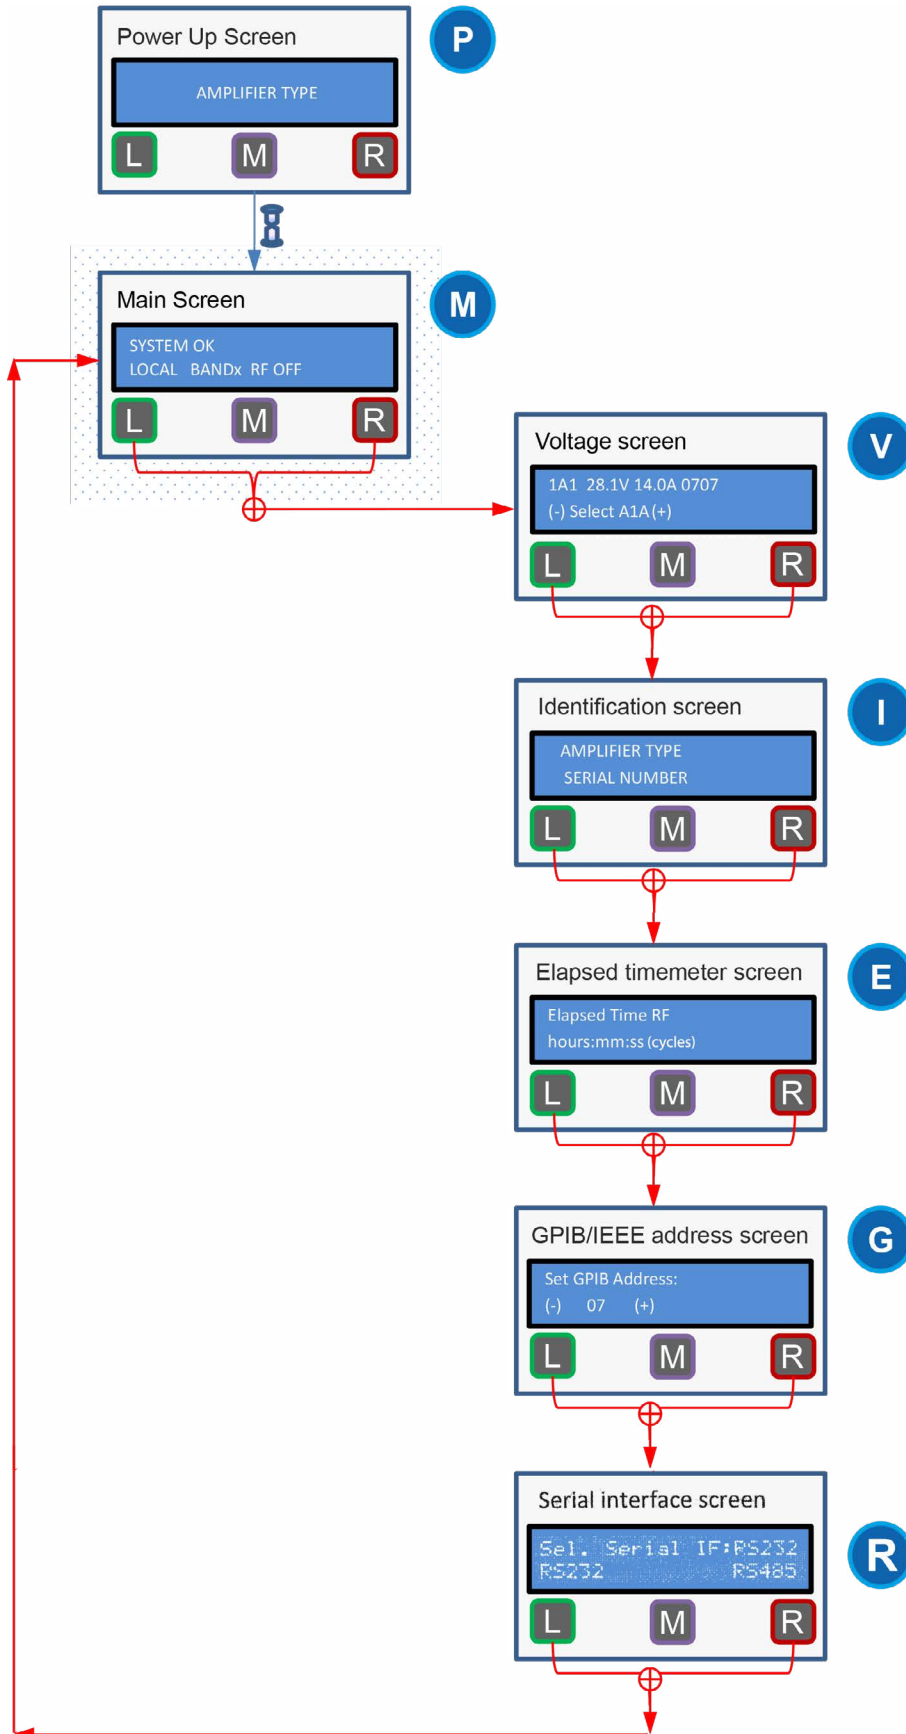 Power Up Screen
P
AMPLIFIER TYPE
L M R
Main Screen
M
SYSTEM OK
LOCAL BANDx RF OFF
L M R
Voltage screen
V
1A1 28.1V 14.0A 0707
(-) Select A1A (+)
L M R
Identification screen
I
AMPLIFIER TYPE
SERIAL NUMBER
L M R
Elapsed timemeter screen
E
Elapsed Time RF
hours:mm:ss (cycles)
L M R
GPIB/IEEE address screen
G
Set GPIB Address:
(-) 07 (+)
L M R
Serial interface screen
R
Sel. Serial IF:RS232
RS232 RS485
L M R